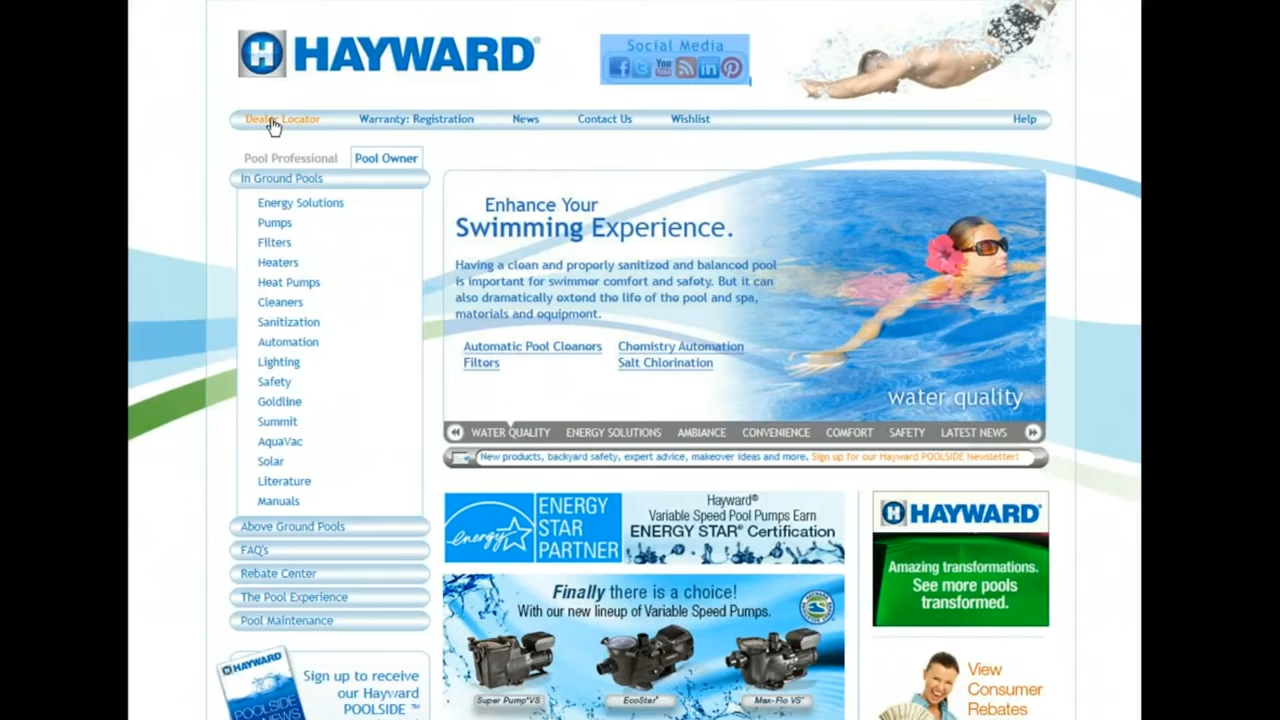 HAYWARD®
Social Media
You
Dealer Locator
Warranty: Registration
News
Contact Us
Wishlist
Help
Pool Professional
Pool Owner
In Ground Pools
Energy Solutions
Pumps
Filters
Heaters
Heat Pumps
Cleaners
Sanitization
Automation
Lighting
Safety
Goldline
Summit
AquaVac
Solar
Literature
Manuals
Above Ground Pools
FAQ's
Rebate Center
The Pool Experience
Pool Maintenance
HAYWARD
POOLSIDE
NEWS
Sign up to receive
our Hayward
POOLSIDE ™
Enhance Your
Swimming Experience.
Having a clean and properly sanitized and balanced pool
is important for swimmer comfort and safety. But it can
also dramatically extend the life of the pool and spa,
materials and equipment.
Automatic Pool Cleaners
Chemistry Automation
Filters
Salt Chlorination
water quality
WATER QUALITY
ENERGY SOLUTIONS
AMBIANCE
CONVENIENCE
COMFORT
SAFETY
LATEST NEWS
New products, backyard safety, expert advice, makeover ideas and more. Sign up for our Hayward POOLSIDE Newsletter!
energy
ENERGY
STAR
PARTNER
Hayward®
Variable Speed Pool Pumps Earn
ENERGY STAR® Certification
Finally there is a choice!
With our new lineup of Variable Speed Pumps.
Super Pump® VS
EcoStar®
Max-Flo VS™
HAYWARD®
Amazing transformations.
See more pools
transformed.
View
Consumer
Rebates